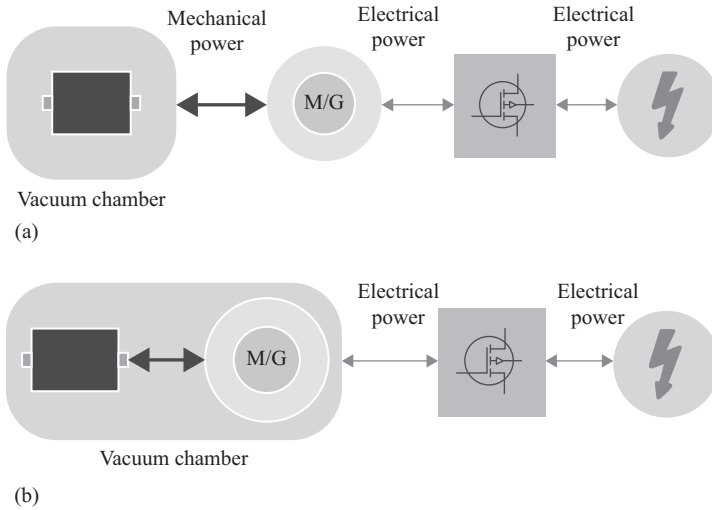 Mechanical
power
Electrical
power
Electrical
power
M/G
Vacuum chamber
(a)
Electrical
power
Electrical
power
M/G
Vacuum chamber
(b)